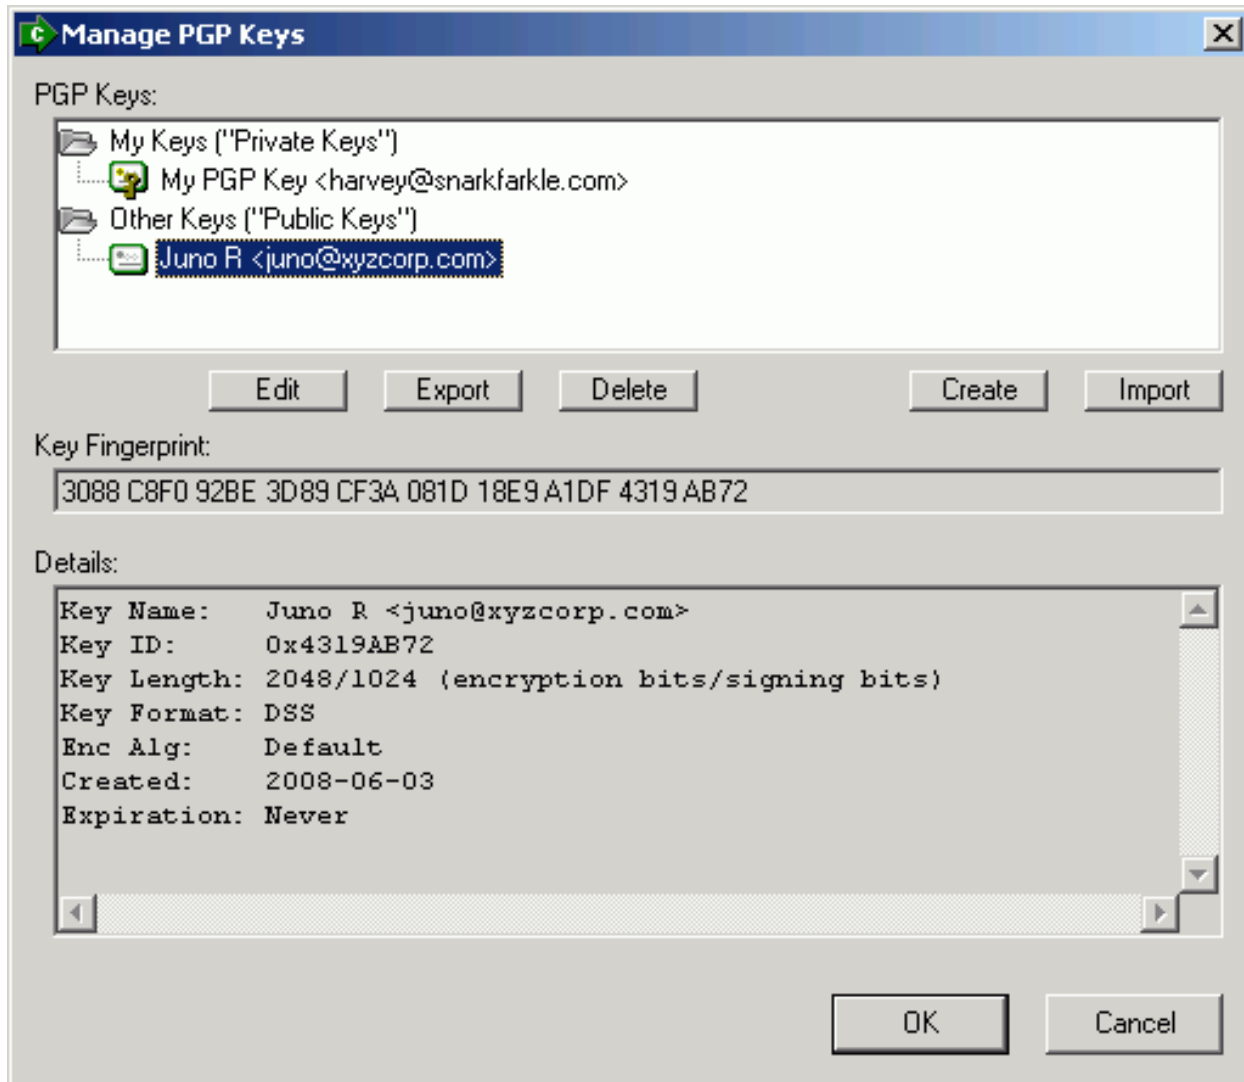 Manage PGP Keys
PGP Keys:
My Keys ("Private Keys")
My PGP Key <harvey@snarkfarkle.com>
Other Keys ("Public Keys")
Juno R <juno@xyzcorp.com>
Edit Export Delete Create Import
Key Fingerprint:
3088 C8F0 92BE 3D89 CF3A 081D 18E9 A1DF 4319 AB72
Details:
Key Name: Juno R <juno@xyzcorp.com>
Key ID: 0x4319AB72
Key Length: 2048/1024 (encryption bits/signing bits)
Key Format: DSS
Enc Alg: Default
Created: 2008-06-03
Expiration: Never
OK Cancel